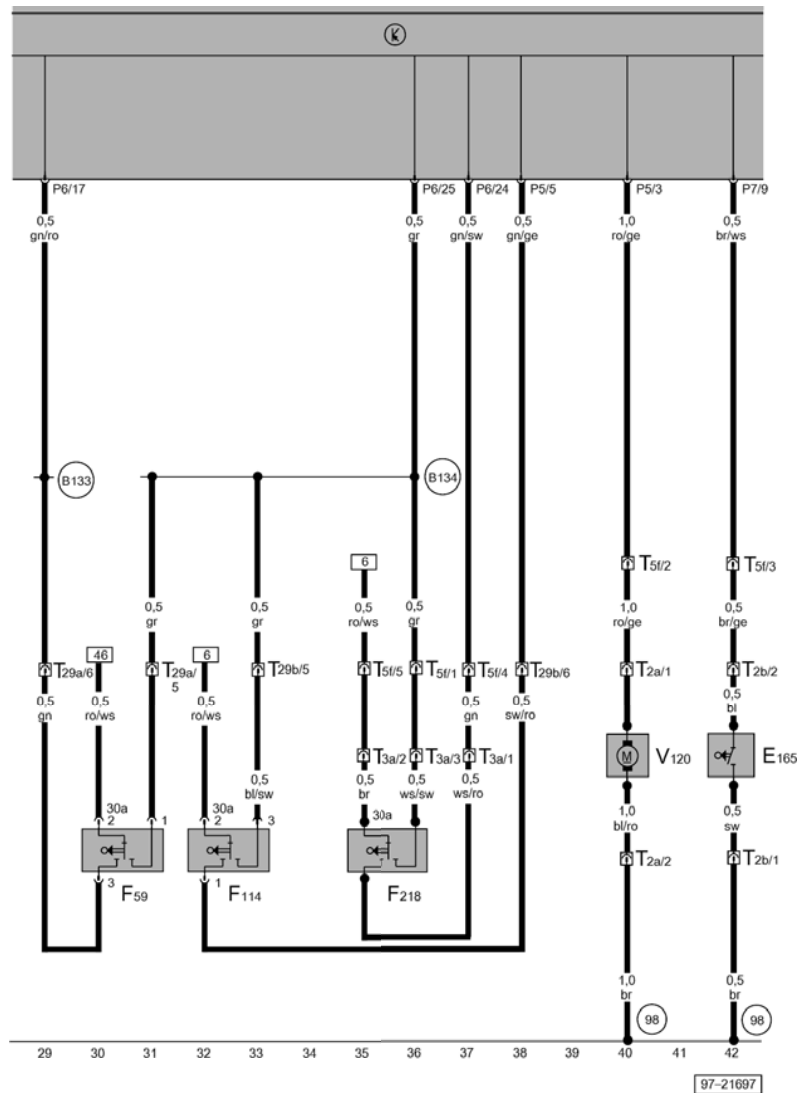 K
P6/17 P6/25 P6/24 P5/5 P5/3 P7/9
0,5 0,5 0,5 0,5 1,0 0,5
gn/ro gr gn/sw gn/ge ro/ge br/ws
B133 B134
6 T5f/2 T5f/3
0,5 0,5 0,5 0,5 1,0 0,5
gr gr ro/ws gr ro/ge br/ge
46 6
T29a/6 T29a/5 T29b/5 T5f/5 T5f/1 T5f/4 T29b/6 T2a/1 T2b/2
0,5 0,5 0,5 0,5 0,5 0,5
gn ro/ws ro/ws gn sw/ro bl
T3a/2 T3a/3 T3a/1 M V120 E165
0,5 0,5 0,5 0,5
bl/sw br ws/sw ws/ro
30a 30a 30a 1,0 0,5
2 1 2 3 bl/ro sw
T2a/2 T2b/1
3 F59 1 F114 F218
1,0 0,5
br br
98 98
29 30 31 32 33 34 35 36 37 38 39 40 41 42
97-21697